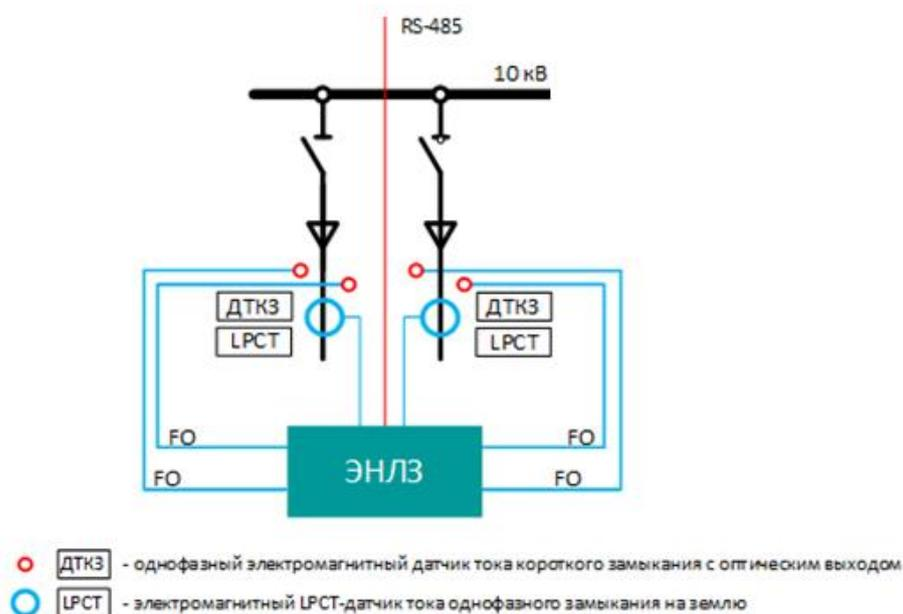 RS-485
10 кВ
ДТКЗ
LPCT
ДТКЗ
LPCT
FO
FO
FO
FO
ЭНЛЗ
ДТКЗ - однофазный электромагнитный датчик тока короткого замыкания с оптическим выходом
LPCT - электромагнитный LPCT-датчик тока однофазного замыкания на землю